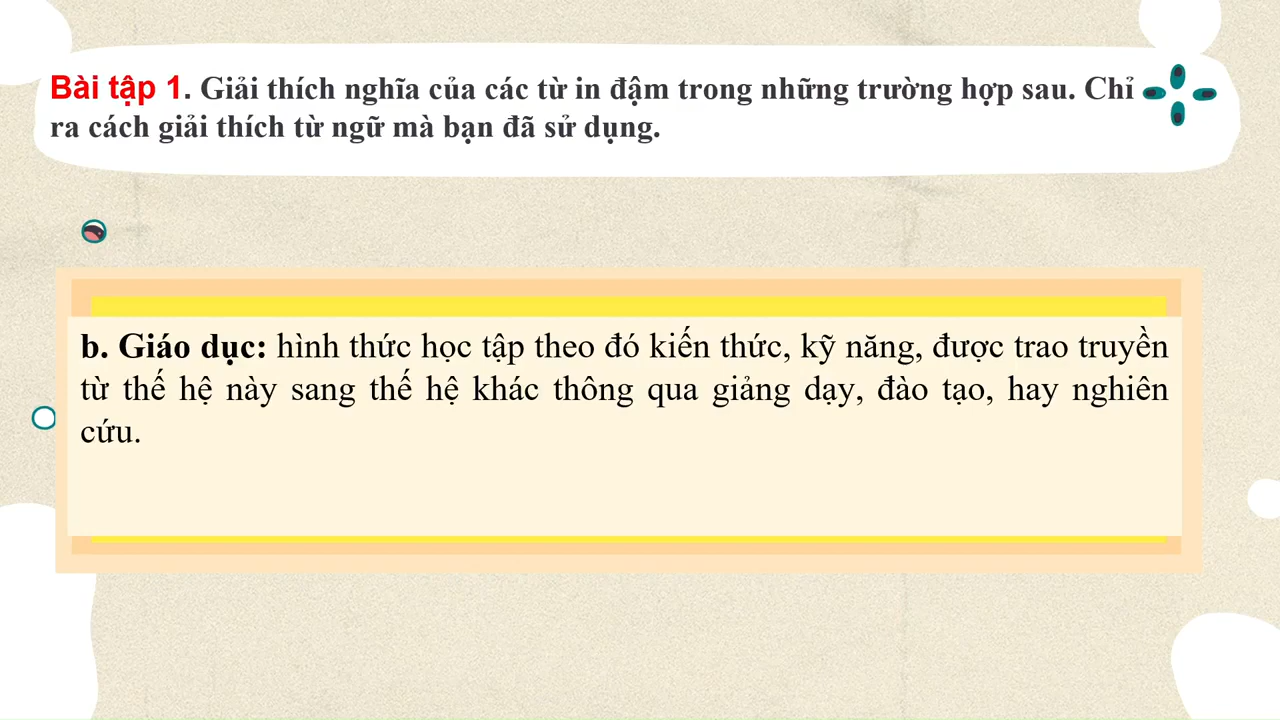 Bài tập 1. Giải thích nghĩa của các từ in đậm trong những trường hợp sau. Chỉ
ra cách giải thích từ ngữ mà bạn đã sử dụng.
b. Giáo dục: hình thức học tập theo đó kiến thức, kỹ năng, được trao truyền
từ thế hệ này sang thế hệ khác thông qua giảng dạy, đào tạo, hay nghiên
cứu.